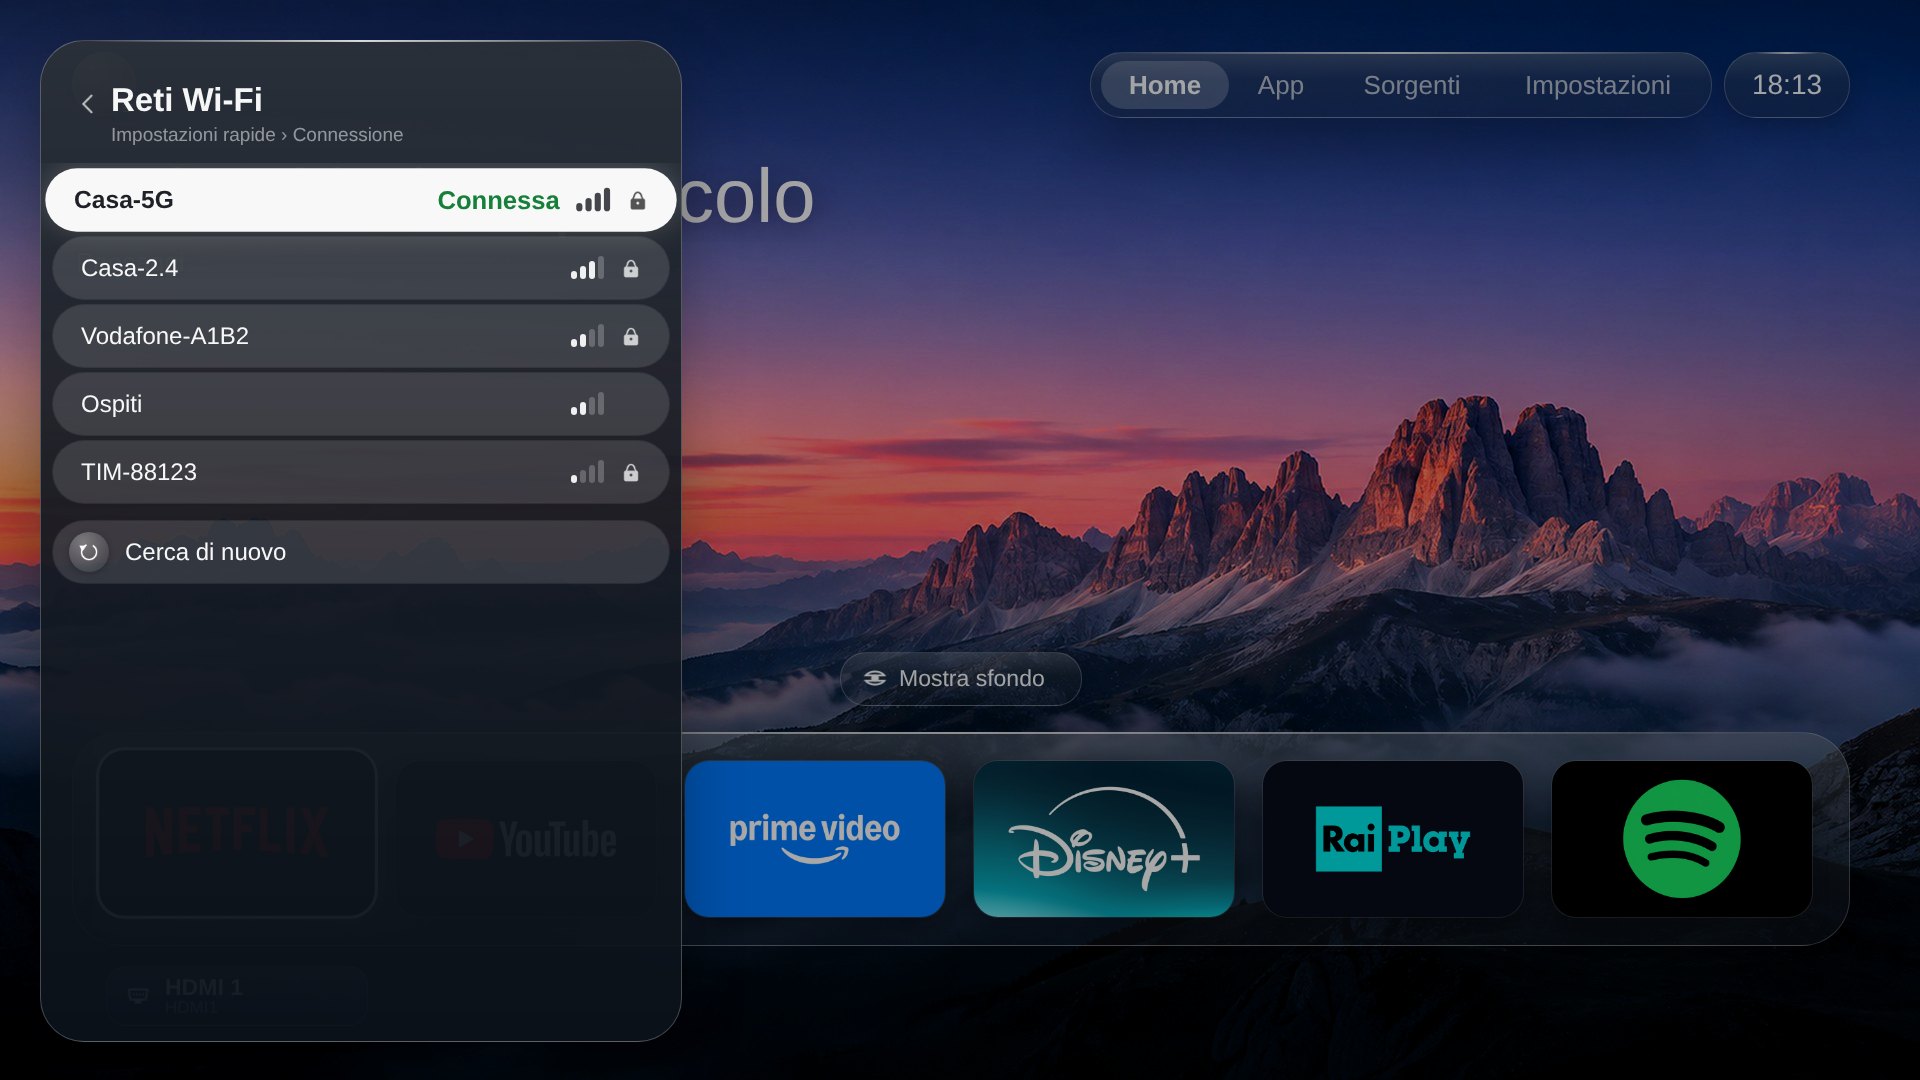 Reti Wi-Fi
Impostazioni rapide › Connessione
Casa-5G Connessa
Casa-2.4
Vodafone-A1B2
Ospiti
TIM-88123
Cerca di nuovo
Home App Sorgenti Impostazioni 18:13
colo
Mostra sfondo
NETFLIX
YouTube
prime video
Disney+
Rai Play
HDMI 1
HDMI1